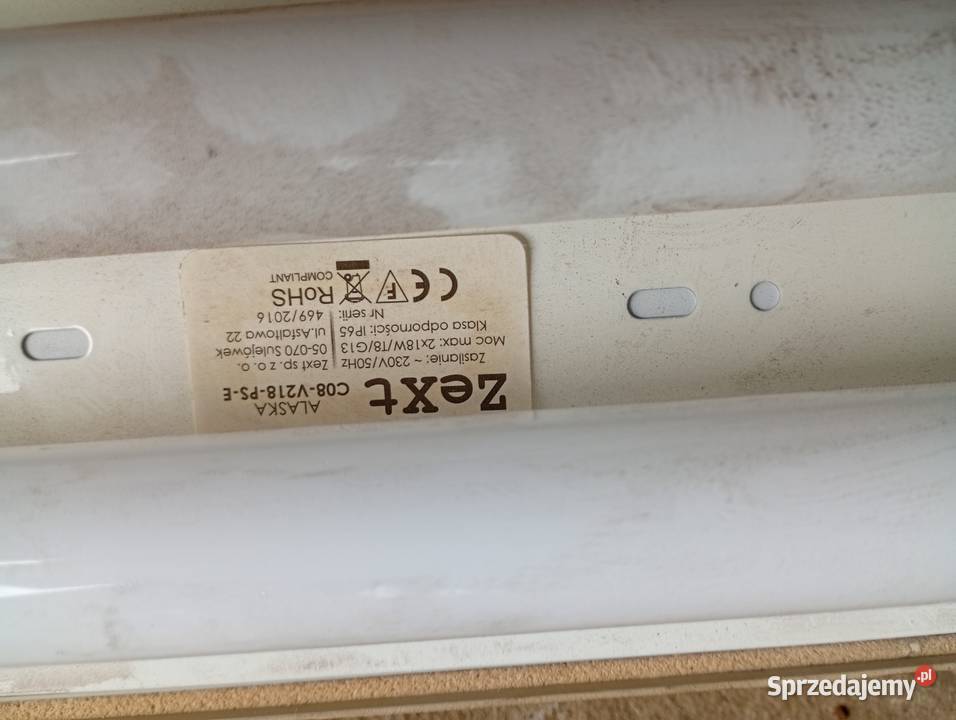 zext
ALASKA
C08-V218-PS-E
Zasilanie: ~ 230V/50Hz
Moc max: 2x18W/T8/G13
Klasa odporności: IP65
Zext sp. z o. o.
05-070 Sulejówek
ul.Asfaltowa 22
Nr serii: 469/2016
CE F RoHS
COMPLIANT
Sprzedajemy.pl